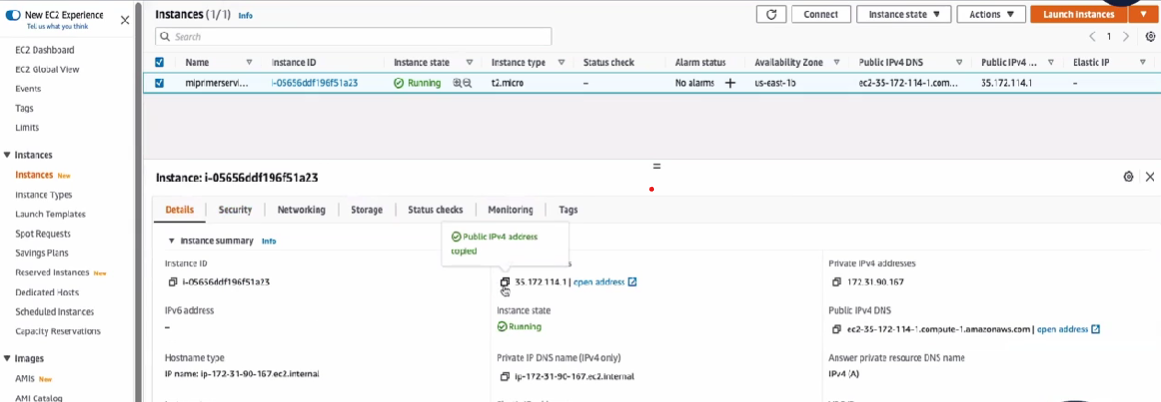 New EC2 Experience
Tell us what you think
EC2 Dashboard
EC2 Global View
Events
Tags
Limits
Instances
Instances New
Instance Types
Launch Templates
Spot Requests
Savings Plans
Reserved Instances New
Dedicated Hosts
Scheduled Instances
Capacity Reservations
Images
AMIs New
AMI Catalog
Instances (1/1) Info
Connect
Instance state
Actions
Launch instances
Search
1
Name Instance ID Instance state Instance type Status check Alarm status Availability Zone Public IPv4 DNS Public IPv4 ... Elastic IP
miprimerservi... i-05656ddf196f51a23 Running t2.micro – No alarms + us-east-1b ec2-35-172-114-1.com... 35.172.114.1 –
Instance: i-05656ddf196f51a23
Details Security Networking Storage Status checks Monitoring Tags
Public IPv4 address
copied
Instance summary Info
Instance ID
i-05656ddf196f51a23
35.172.114.1 | open address
Private IPv4 addresses
172.31.90.167
IPv6 address
–
Instance state
Running
Public IPv4 DNS
ec2-35-172-114-1.compute-1.amazonaws.com | open address
Hostname type
IP name: ip-172-31-90-167.ec2.internal
Private IP DNS name (IPv4 only)
ip-172-31-90-167.ec2.internal
Answer private resource DNS name
IPv4 (A)